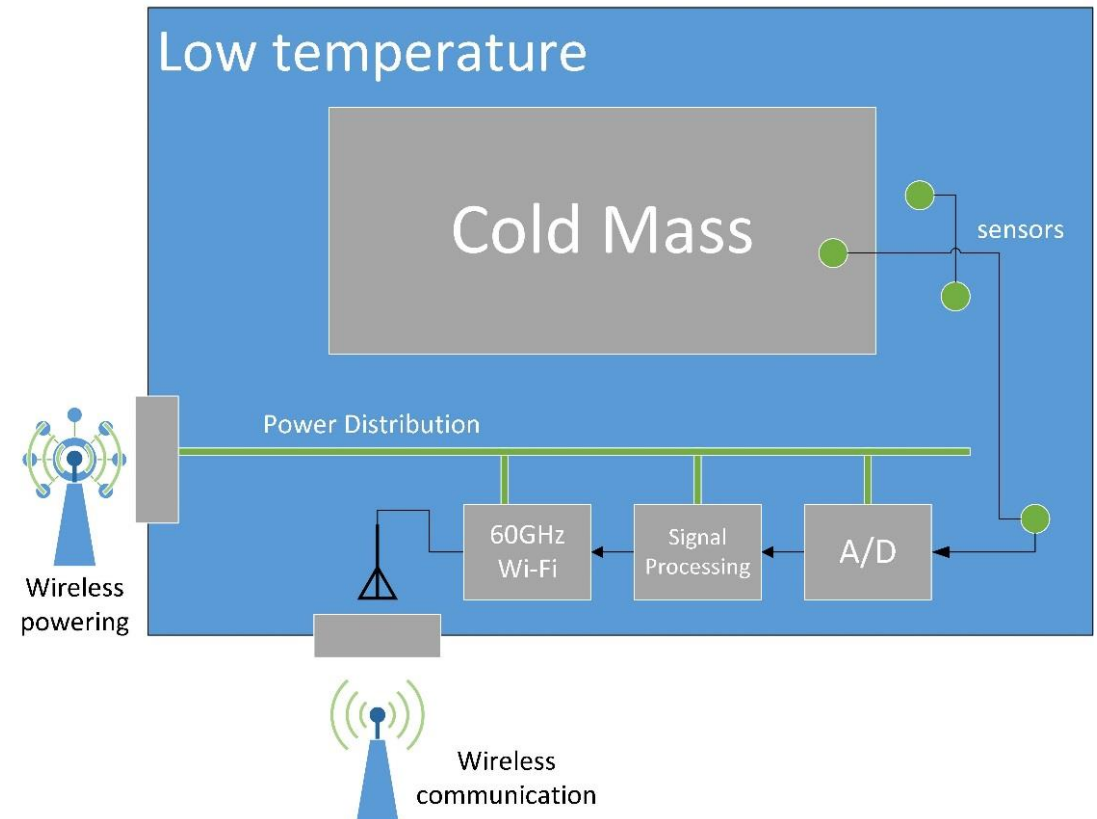 Low temperature
Cold Mass
sensors
Power Distribution
60GHz
Wi-Fi
Signal
Processing
A/D
Wireless
powering
Wireless
communication